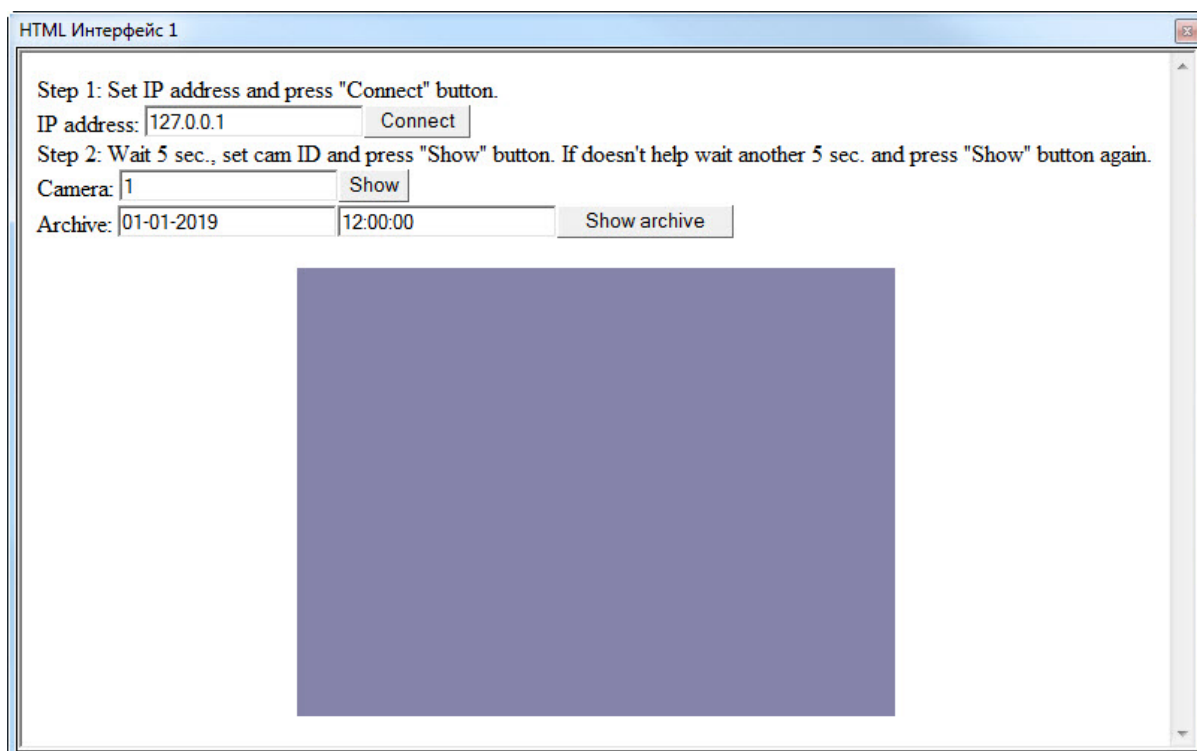 HTML Интерфейс 1
Step 1: Set IP address and press "Connect" button.
IP address: 127.0.0.1 Connect
Step 2: Wait 5 sec., set cam ID and press "Show" button. If doesn't help wait another 5 sec. and press "Show" button again.
Camera: 1 Show
Archive: 01-01-2019 12:00:00 Show archive